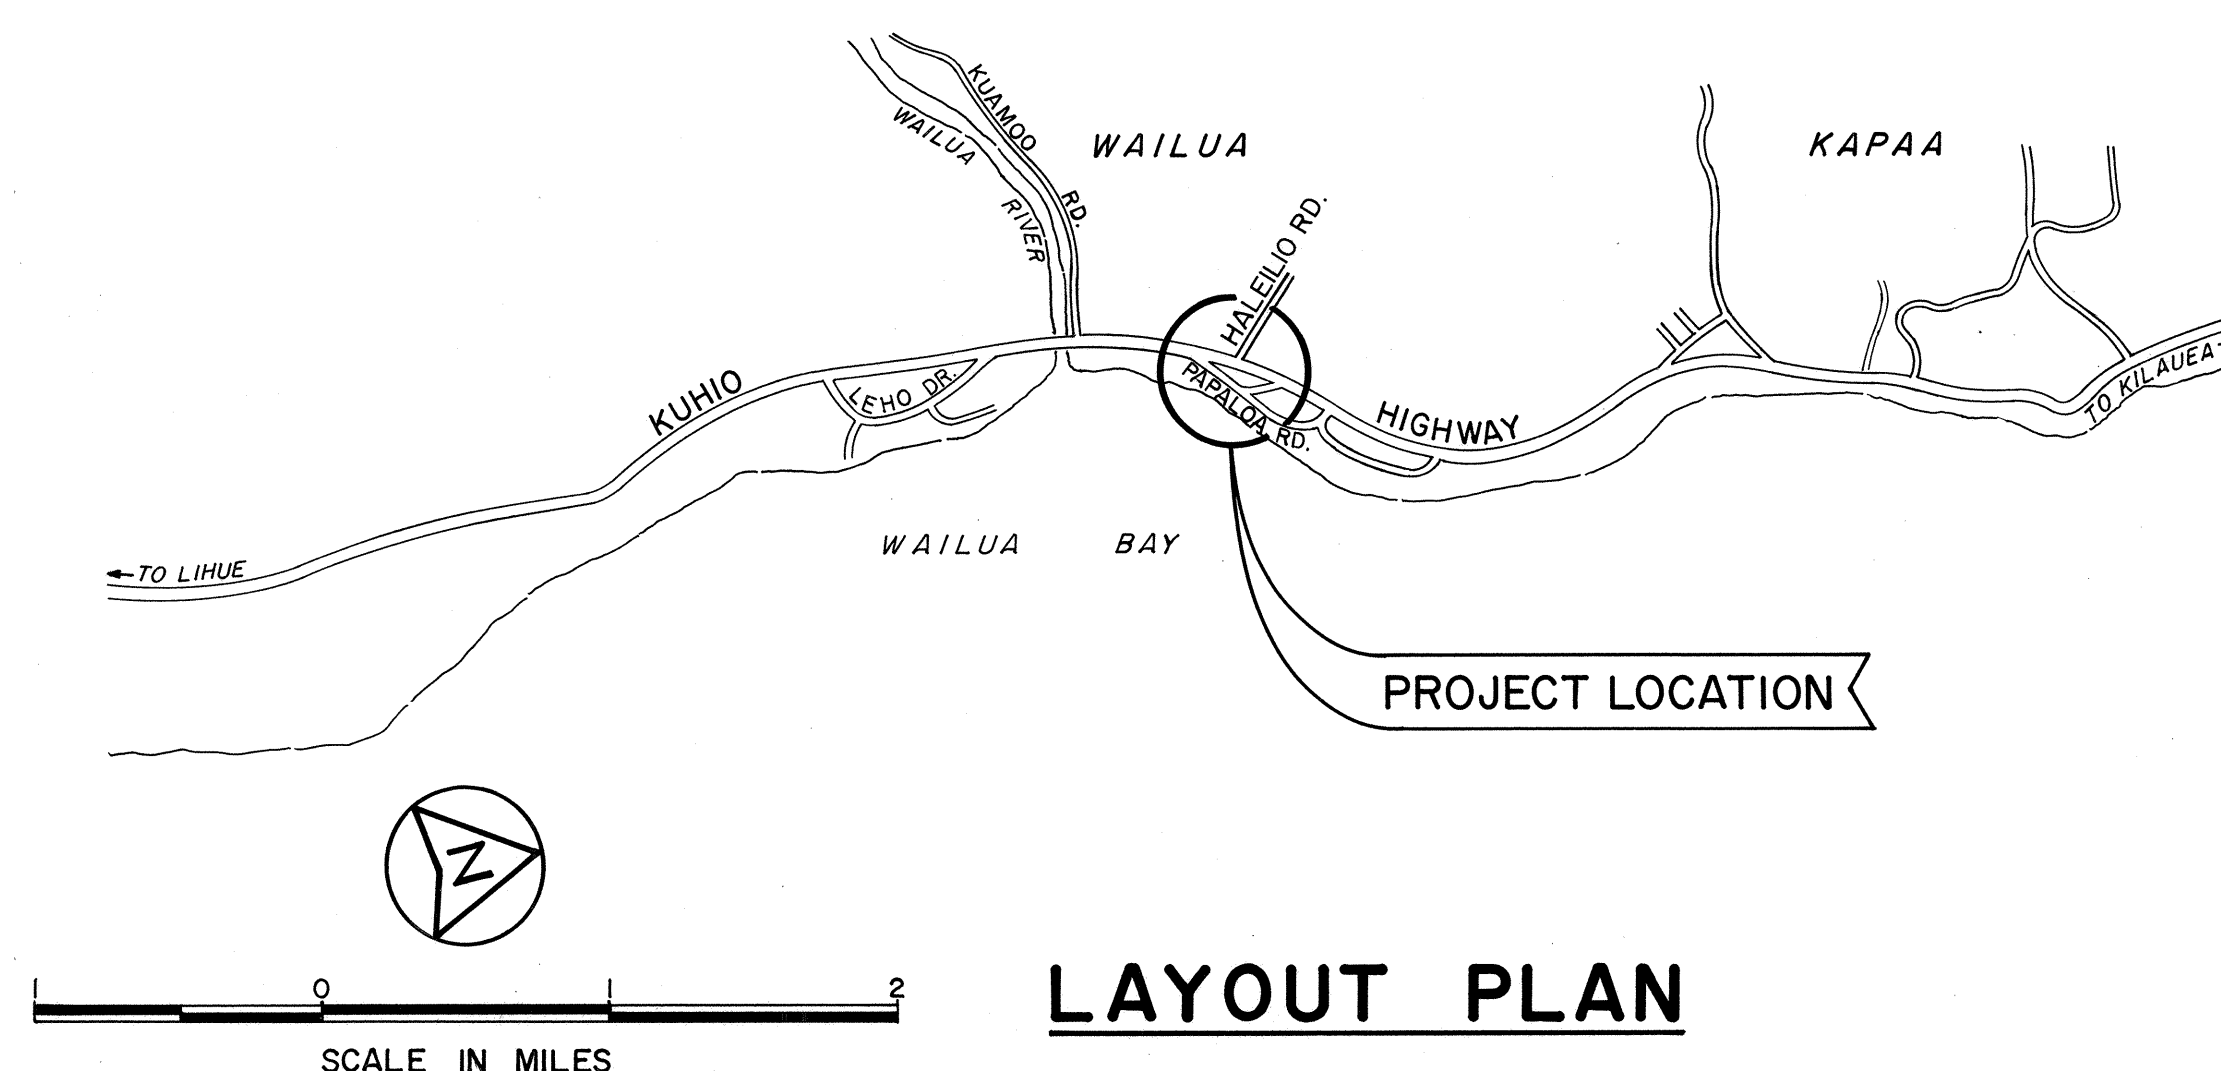 KUAMOO RD.
WAILUA RIVER
WAILUA
KAPAA
HALEILIO RD.
KUHIO HIGHWAY
LEHO DR.
PAPALOA RD.
TO KILAUEA
WAILUA BAY
TO LIHUE
PROJECT LOCATION
N
1 0 1 2
SCALE IN MILES
LAYOUT PLAN